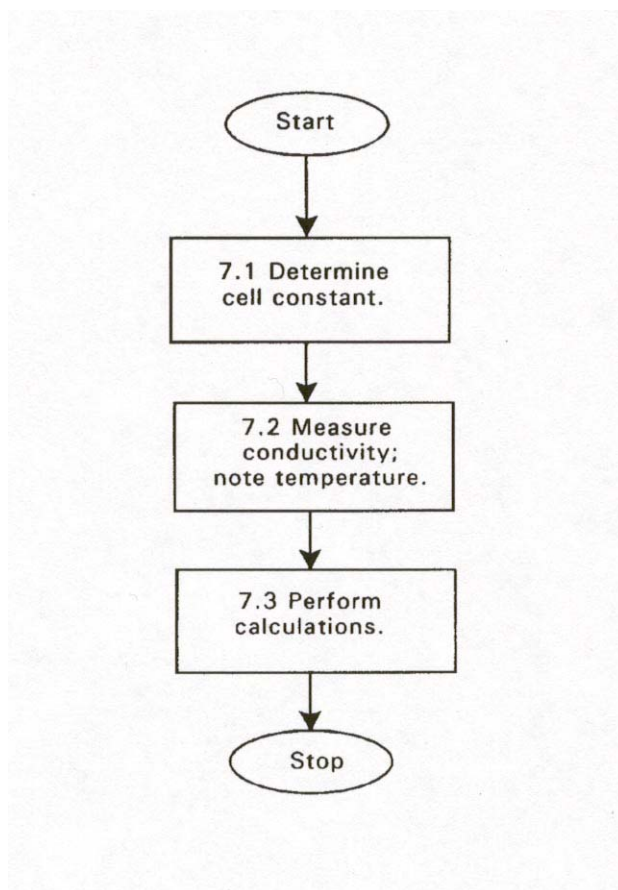 Start
7.1 Determine
cell constant.
7.2 Measure
conductivity;
note temperature.
7.3 Perform
calculations.
Stop